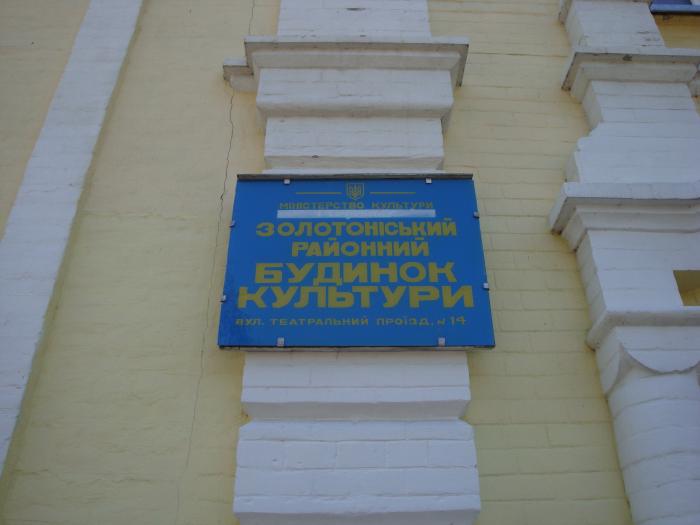 МІНІСТЕРСТВО КУЛЬТУРИ
ЗОЛОТОНІСЬКИЙ
РАЙОННИЙ
БУДИНОК
КУЛЬТУРИ
ВУЛ. ТЕАТРАЛЬНИЙ ПРОЇЗД, 14